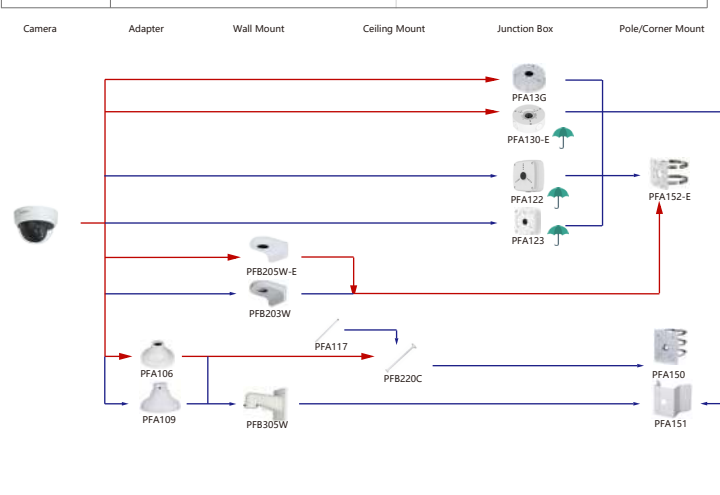 Camera Adapter Wall Mount Ceiling Mount Junction Box Pole/Corner Mount
PFA13G
PFA130-E
PFA122
PFA152-E
PFA123
PFB205W-E
PFB203W
PFA117
PFA106
PFB220C
PFA150
PFA109
PFB305W
PFA151